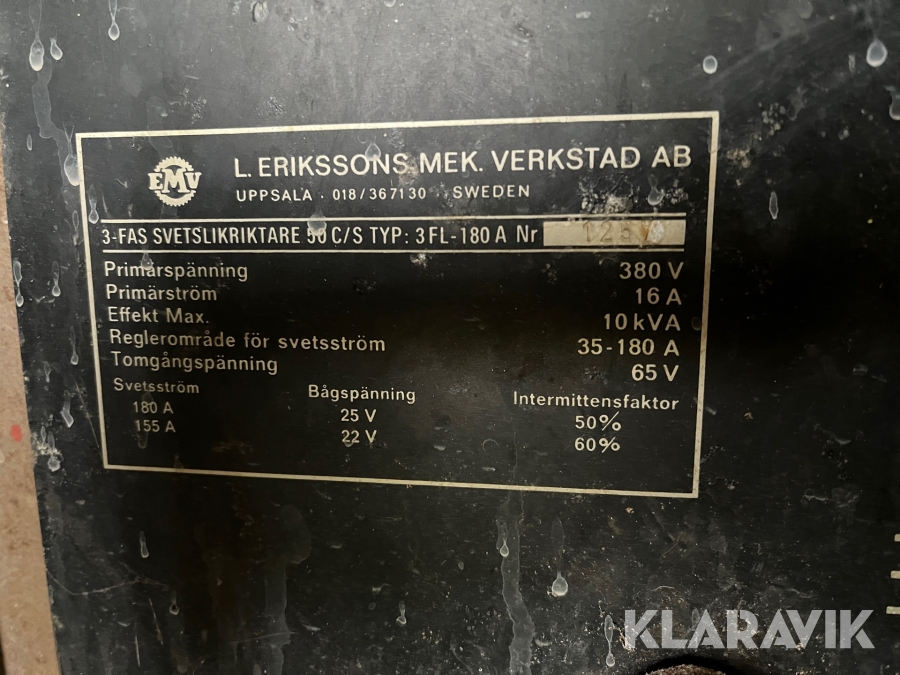 EMV
L. ERIKSSONS MEK. VERKSTAD AB
UPPSALA · 018/367130 · SWEDEN
3-FAS SVETSLIKRIKTARE 50 C/S TYP: 3FL-180 A Nr
Primärspänning 380 V
Primärström 16 A
Effekt Max. 10 kVA
Reglerområde för svetsström 35-180 A
Tomgångspänning 65 V
Svetsström Bågspänning Intermittensfaktor
180 A 25 V 50%
155 A 22 V 60%
KLARAVIK